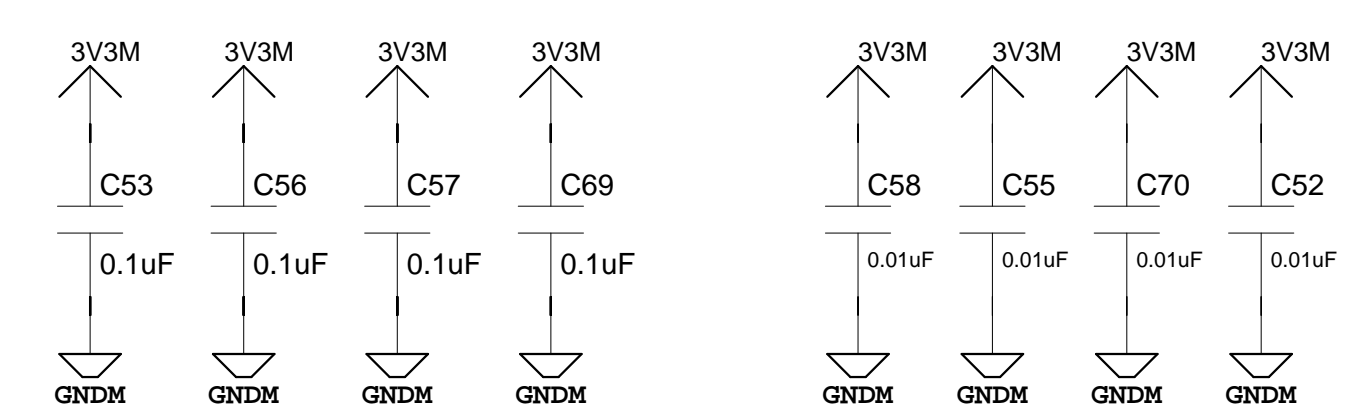 3V3M 3V3M 3V3M 3V3M 3V3M 3V3M 3V3M 3V3M
C53 C56 C57 C69 C58 C55 C70 C52
0.1uF 0.1uF 0.1uF 0.1uF 0.01uF 0.01uF 0.01uF 0.01uF
GNDM GNDM GNDM GNDM GNDM GNDM GNDM GNDM